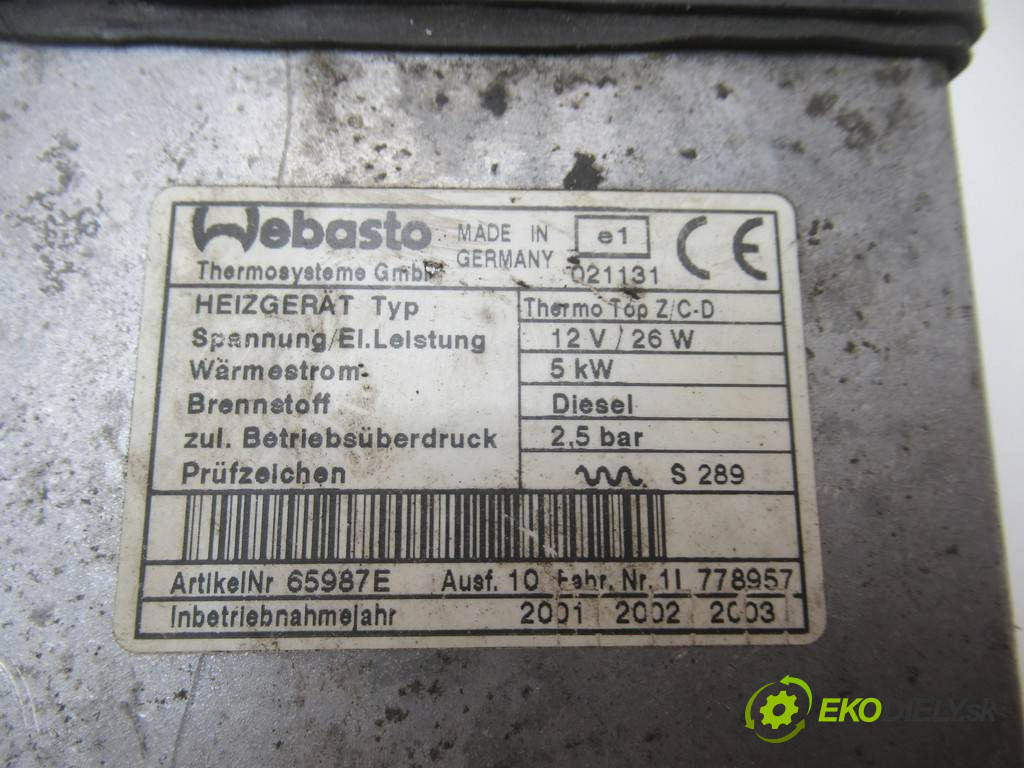 Webasto MADE IN GERMANY e1 CE
Thermosysteme GmbH 021131
HEIZGERÄT Typ Thermo Top Z/C-D
Spannung/El.Leistung 12 V / 26 W
Wärmestrom 5 kW
Brennstoff Diesel
zul. Betriebsüberdruck 2,5 bar
Prüfzeichen S 289
ArtikelNr 65987E Ausf. 10 Fabr. Nr. 11 778957
Inbetriebnahmejahr 2001 2002 2003
EKODIELY.sk